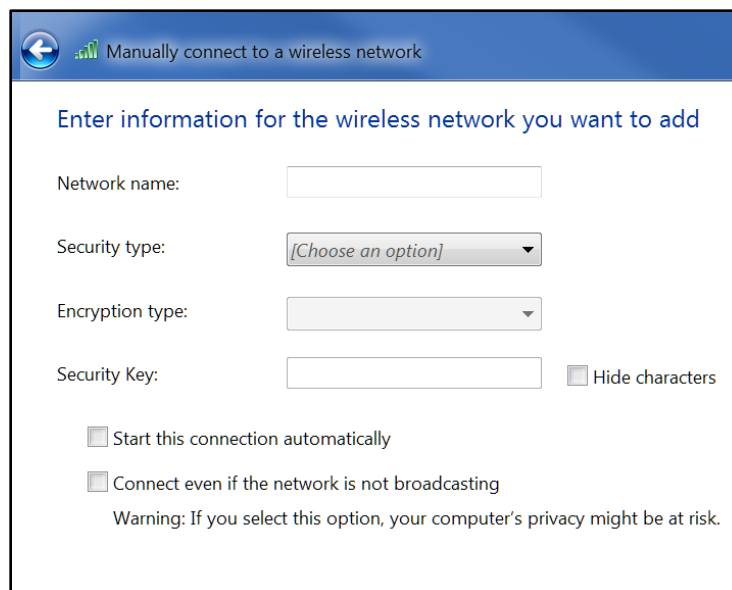 Manually connect to a wireless network
Enter information for the wireless network you want to add
Network name:
Security type:
[Choose an option]
Encryption type:
Security Key:
Hide characters
Start this connection automatically
Connect even if the network is not broadcasting
Warning: If you select this option, your computer's privacy might be at risk.